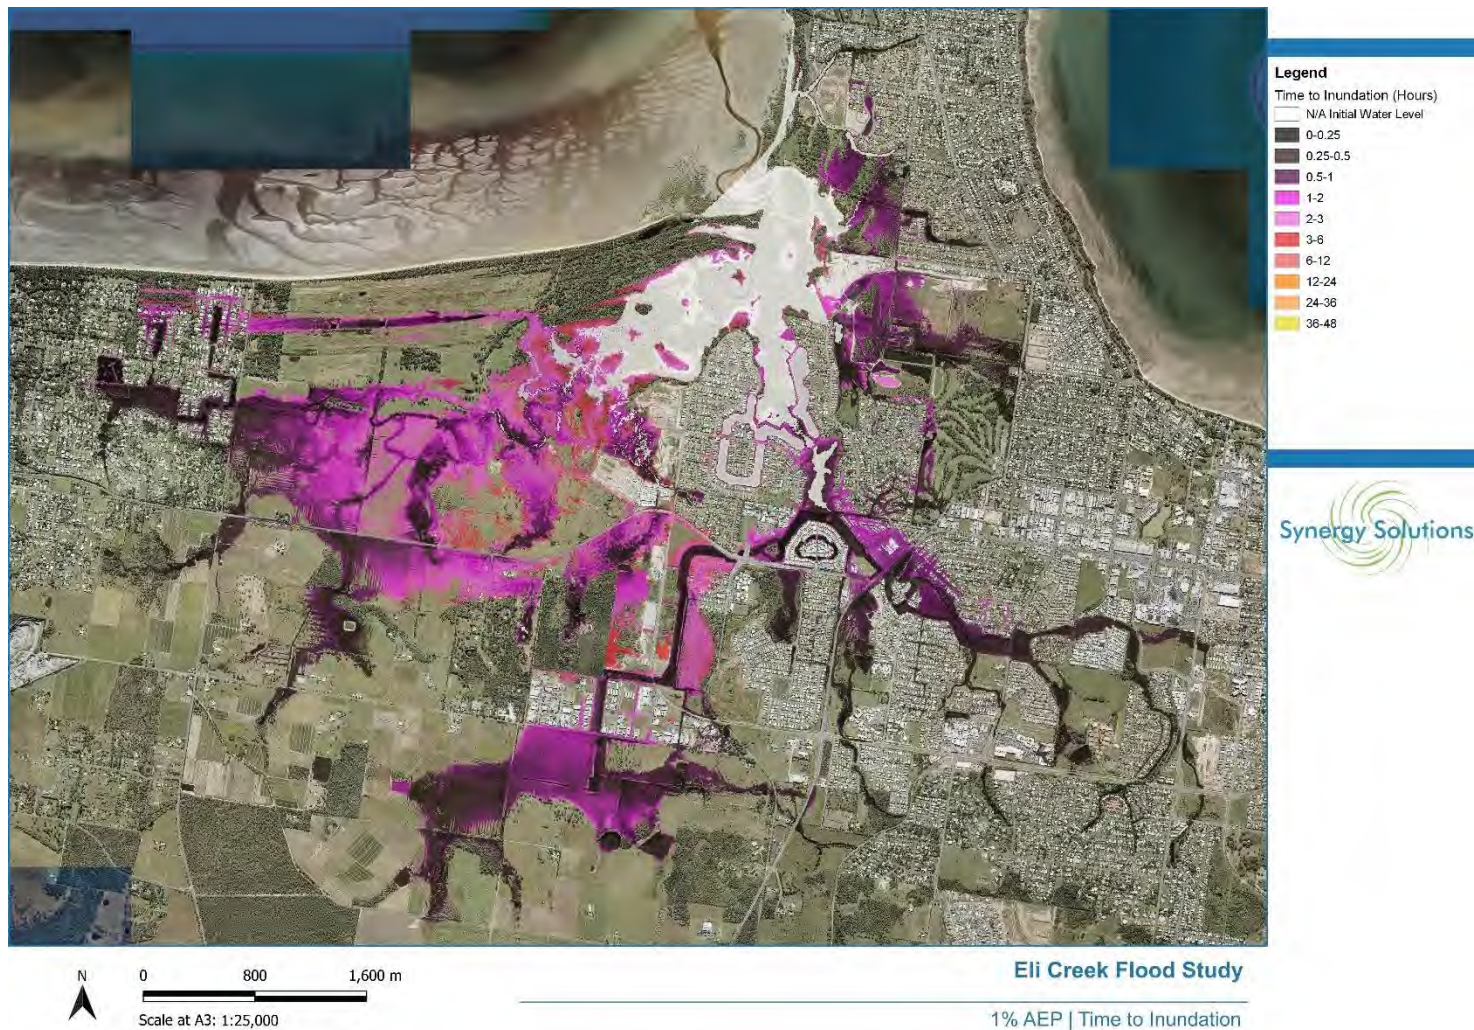 Legend
Time to Inundation (Hours)
N/A Initial Water Level
0-0.25
0.25-0.5
0.5-1
1-2
2-3
3-6
6-12
12-24
24-36
36-48
Synergy Solutions
N
0 800 1,600 m
Scale at A3: 1:25,000
Eli Creek Flood Study
1% AEP | Time to Inundation